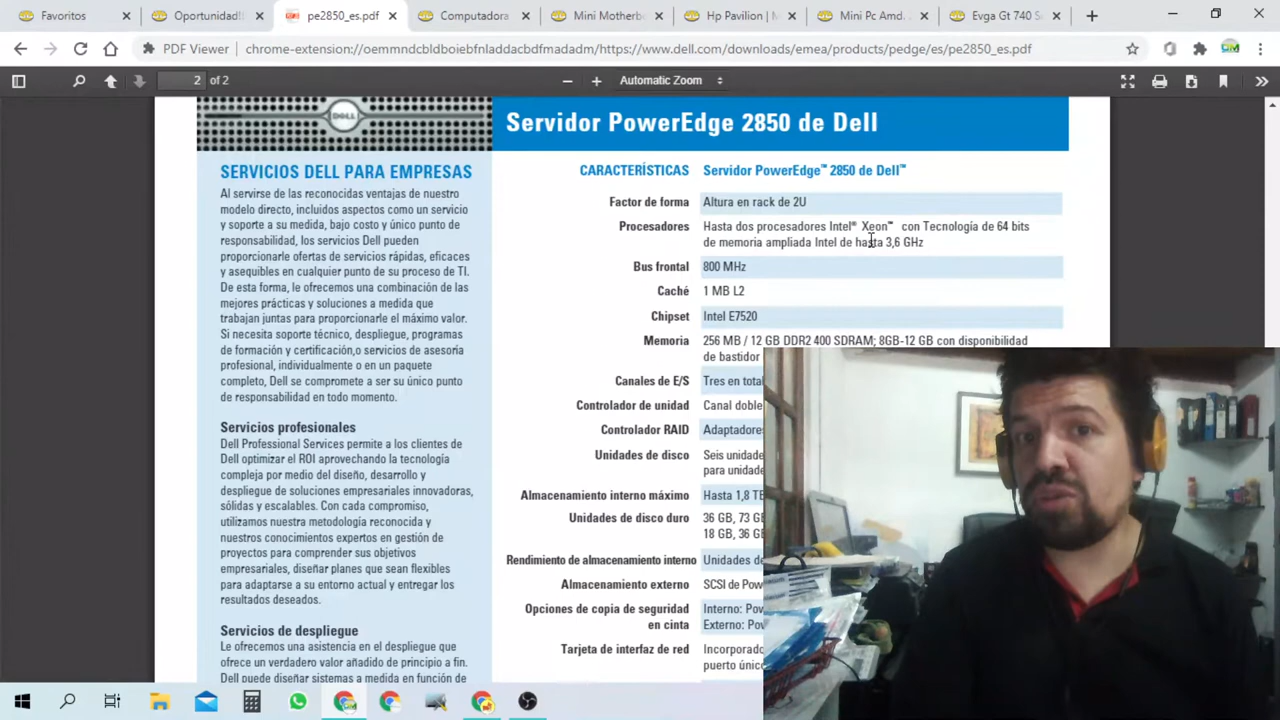 Favoritos
Oportunidad!
pe2850_es.pdf
Computadora
Mini Motherbo
Hp Pavilion | M
Mini Pc Amd.
Evga Gt 740 S
PDF Viewer
chrome-extension://oemmndcbldboiebfnladdacbdfmadadm/https://www.dell.com/downloads/emea/products/pedge/es/pe2850_es.pdf
2 of 2
Automatic Zoom
DELL
Servidor PowerEdge 2850 de Dell
SERVICIOS DELL PARA EMPRESAS
Al servirse de las reconocidas ventajas de nuestro
modelo directo, incluidos aspectos como un servicio
y soporte a su medida, bajo costo y único punto de
responsabilidad, los servicios Dell pueden
proporcionarle ofertas de servicios rápidas, eficaces
y asequibles en cualquier punto de su proceso de TI.
De esta forma, le ofrecemos una combinación de las
mejores prácticas y soluciones a medida que
trabajan juntas para proporcionarle el máximo valor.
Si necesita soporte técnico, despliegue, programas
de formación y certificación,o servicios de asesoría
profesional, individualmente o en un paquete
completo, Dell se compromete a ser su único punto
de responsabilidad en todo momento.
Servicios profesionales
Dell Professional Services permite a los clientes de
Dell optimizar el ROI aprovechando la tecnología
compleja por medio del diseño, desarrollo y
despliegue de soluciones empresariales innovadoras,
sólidas y escalables. Con cada compromiso,
utilizamos nuestra metodología reconocida y
nuestros conocimientos expertos en gestión de
proyectos para comprender sus objetivos
empresariales, diseñar planes que sean flexibles
para adaptarse a su entorno actual y entregar los
resultados deseados.
Servicios de despliegue
Le ofrecemos una asistencia en el despliegue que
ofrece un verdadero valor añadido de principio a fin.
Dell puede diseñar sistemas a medida en función de
CARACTERÍSTICAS Servidor PowerEdge™ 2850 de Dell™
Factor de forma Altura en rack de 2U
Procesadores Hasta dos procesadores Intel® Xeon™ con Tecnología de 64 bits
de memoria ampliada Intel de hasta 3,6 GHz
Bus frontal 800 MHz
Caché 1 MB L2
Chipset Intel E7520
Memoria 256 MB / 12 GB DDR2 400 SDRAM; 8GB-12 GB con disponibilidad
de bastidor
Canales de E/S Tres en total
Controlador de unidad Canal doble
Controlador RAID Adaptadores
Unidades de disco Seis unidade
para unidade
Almacenamiento interno máximo Hasta 1,8 TB
Unidades de disco duro 36 GB, 73 GB
18 GB, 36 GB
Rendimiento de almacenamiento interno Unidades de
Almacenamiento externo SCSI de Pow
Opciones de copia de seguridad Interno: Pow
en cinta Externo: Pow
Tarjeta de interfaz de red Incorporado
puerto único